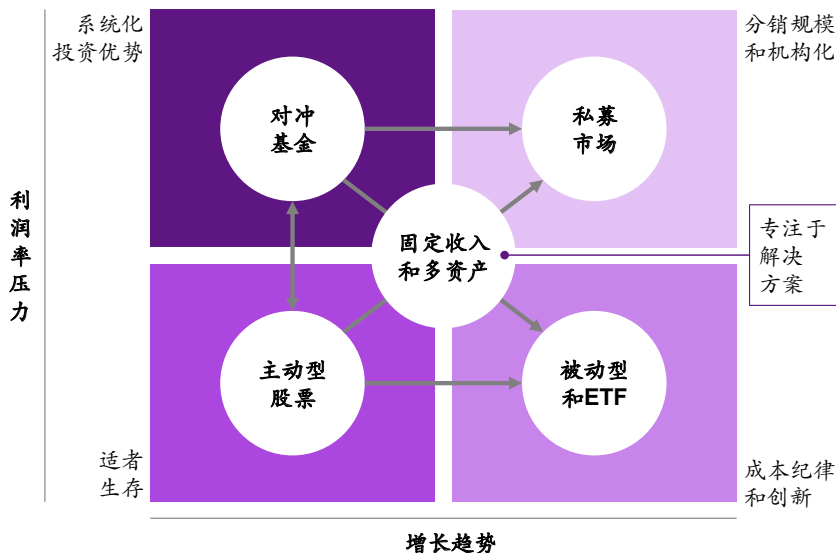 系统化
投资优势
分销规模
和机构化
对冲
基金
私募
市场
利
润
率
压
力
固定收入
和多资产
专注于
解决
方案
主动型
股票
被动型
和ETF
适者
生存
成本纪律
和创新
增长趋势